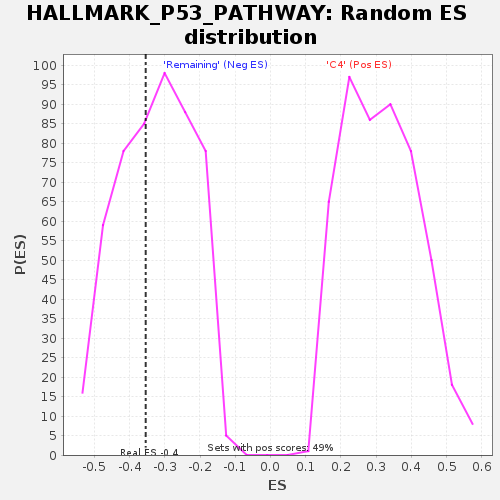 HALLMARK_P53_PATHWAY: Random ES
distribution
'Remaining' (Neg ES)
'C4' (Pos ES)
100
95
90
85
80
75
70
65
60
55
50
45
40
35
30
25
20
15
10
5
0
P(ES)
Real ES -0.4
Sets with pos scores: 49%
-0.5 -0.4 -0.3 -0.2 -0.1 0.0 0.1 0.2 0.3 0.4 0.5 0.6
ES